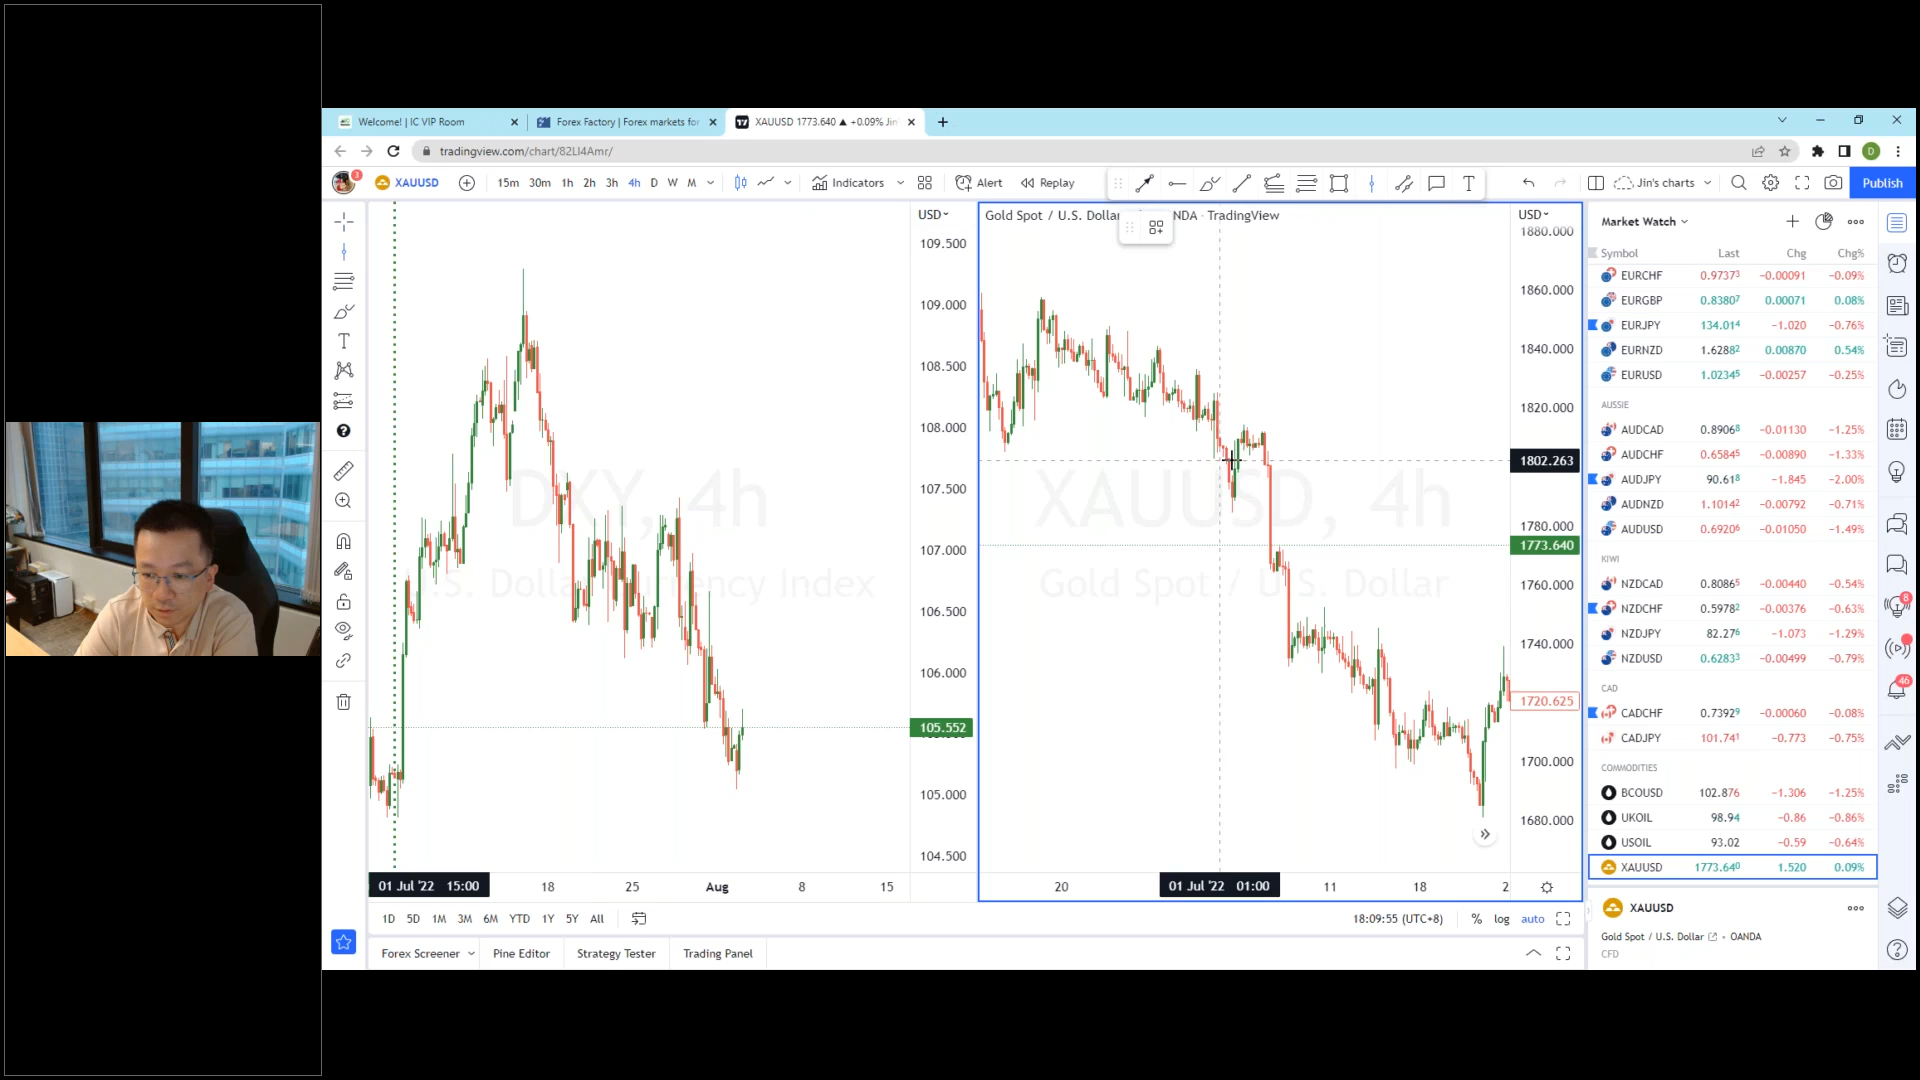 Welcome! | IC VIP Room
Forex Factory | Forex markets for
XAUUSD 1773.640 ▲ +0.09% Jin
tradingview.com/chart/82LI4Amr/
3
XAUUSD
15m 30m 1h 2h 3h 4h D W M
Indicators
Alert
Replay
Jin's charts
Publish
D
USD
109.500
109.000
108.500
108.000
107.500
107.000
106.500
106.000
105.552
105.000
104.500
DXY, 4h
U.S. Dollar Currency Index
01 Jul '22 15:00
18 25 Aug 8 15
Gold Spot / U.S. Dollar
NDA · TradingView
USD
1880.000
1860.000
1840.000
1820.000
1802.263
1780.000
1773.640
1760.000
1740.000
1720.625
1700.000
1680.000
XAUUSD, 4h
Gold Spot / U.S. Dollar
20 01 Jul '22 01:00 11 18 2
1D 5D 1M 3M 6M YTD 1Y 5Y All
18:09:55 (UTC+8) % log auto
Forex Screener Pine Editor Strategy Tester Trading Panel
Market Watch
Symbol Last Chg Chg%
EURCHF 0.97373 −0.00091 −0.09%
EURGBP 0.83807 0.00071 0.08%
EURJPY 134.014 −1.020 −0.76%
EURNZD 1.62882 0.00870 0.54%
EURUSD 1.02345 −0.00257 −0.25%
AUSSIE
AUDCAD 0.89068 −0.01130 −1.25%
AUDCHF 0.65845 −0.00890 −1.33%
AUDJPY 90.618 −1.845 −2.00%
AUDNZD 1.10142 −0.00792 −0.71%
AUDUSD 0.69206 −0.01050 −1.49%
KIWI
NZDCAD 0.80865 −0.00440 −0.54%
NZDCHF 0.59782 −0.00376 −0.63%
NZDJPY 82.276 −1.073 −1.29%
NZDUSD 0.62833 −0.00499 −0.79%
CAD
CADCHF 0.73929 −0.00060 −0.08%
CADJPY 101.741 −0.773 −0.75%
COMMODITIES
BCOUSD 102.876 −1.306 −1.25%
UKOIL 98.94 −0.86 −0.86%
USOIL 93.02 −0.59 −0.64%
XAUUSD 1773.640 1.520 0.09%
XAUUSD
Gold Spot / U.S. Dollar • OANDA
CFD
8
46